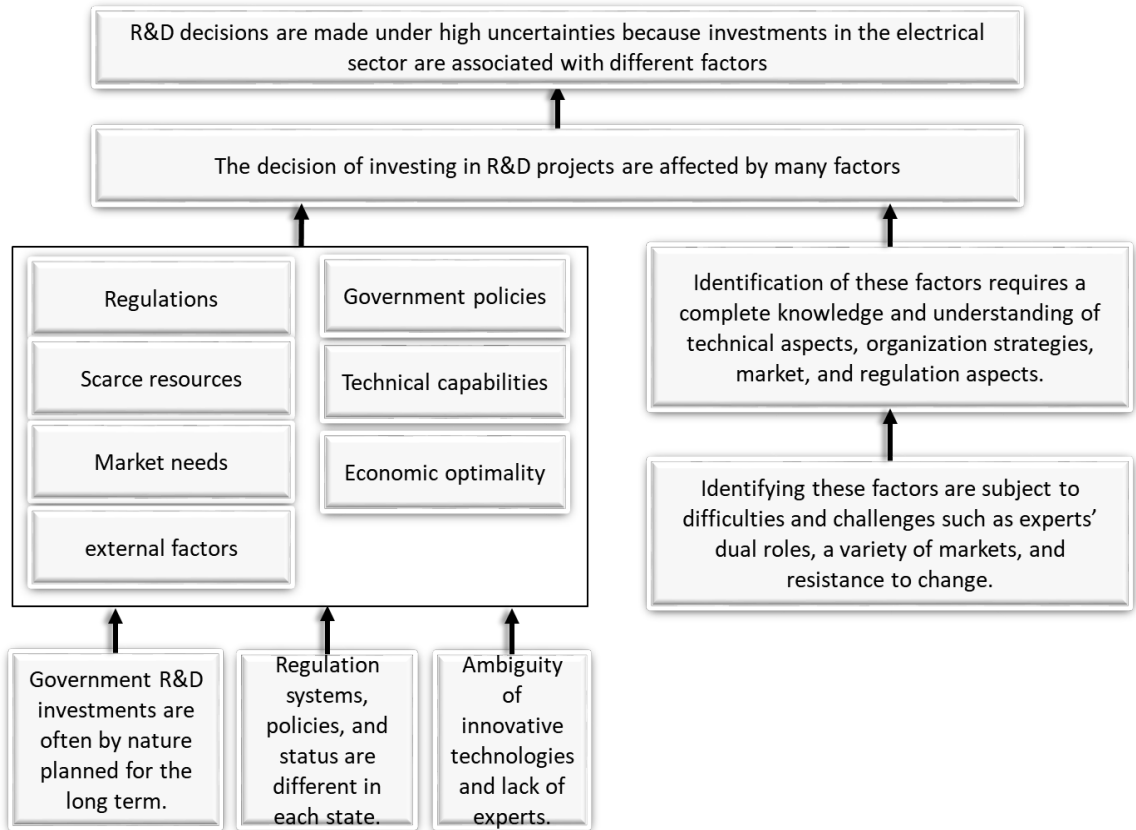 R&D decisions are made under high uncertainties because investments in the electrical
sector are associated with different factors
The decision of investing in R&D projects are affected by many factors
Regulations
Scarce resources
Market needs
external factors
Government policies
Technical capabilities
Economic optimality
Identification of these factors requires a
complete knowledge and understanding of
technical aspects, organization strategies,
market, and regulation aspects.
Identifying these factors are subject to
difficulties and challenges such as experts’
dual roles, a variety of markets, and
resistance to change.
Government R&D
investments are
often by nature
planned for the
long term.
Regulation
systems,
policies, and
status are
different in
each state.
Ambiguity
of
innovative
technologies
and lack of
experts.